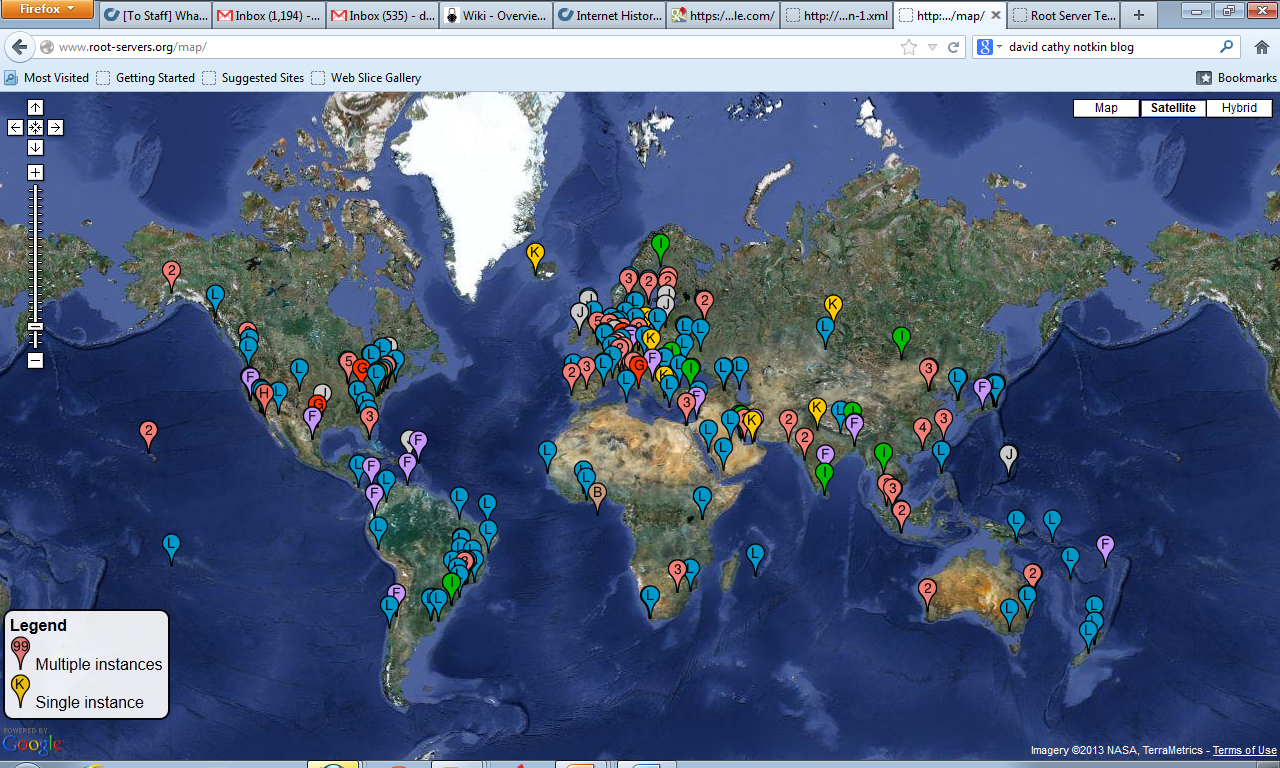 Firefox
[To Staff] Wha...
Inbox (1,194) -...
Inbox (535) - d...
Wiki - Overvie...
Internet Histor...
https:/...le.com/
http://...n-1.xml
http:.../map/
Root Server Te...
www.root-servers.org/map/
david cathy notkin blog
Most Visited
Getting Started
Suggested Sites
Web Slice Gallery
Bookmarks
Map
Satellite
Hybrid
Legend
99
Multiple instances
K
Single instance
POWERED BY
Google
Imagery ©2013 NASA, TerraMetrics - Terms of Use